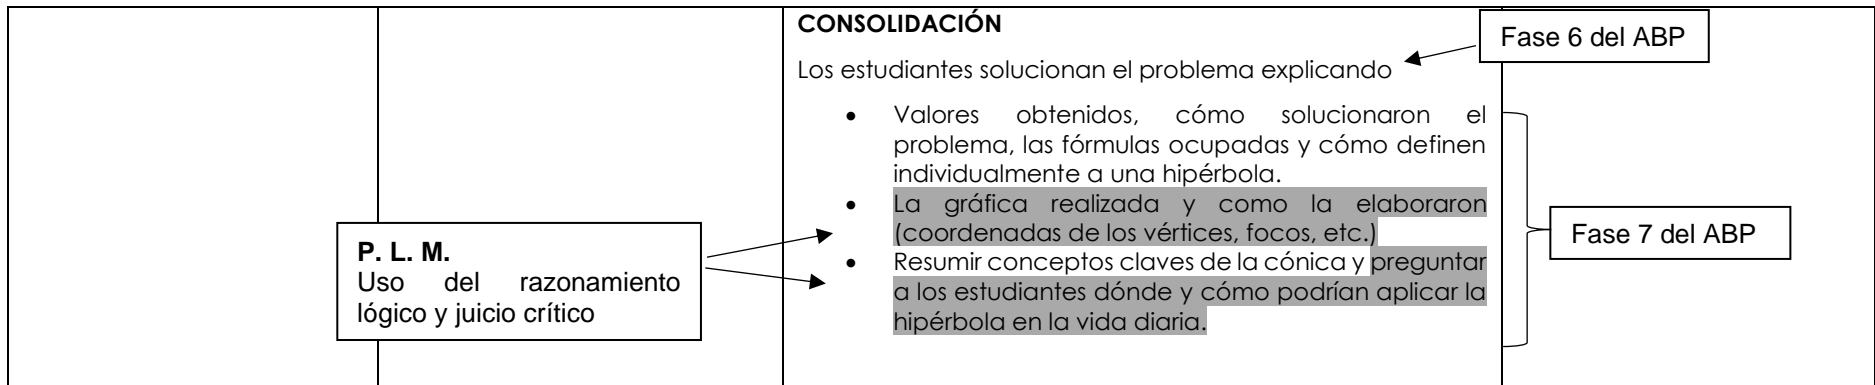 CONSOLIDACIÓN
Fase 6 del ABP
Los estudiantes solucionan el problema explicando
• Valores obtenidos, cómo solucionaron el
problema, las fórmulas ocupadas y cómo definen
individualmente a una hipérbola.
• La gráfica realizada y como la elaboraron
(coordenadas de los vértices, focos, etc.)
• Resumir conceptos claves de la cónica y preguntar
a los estudiantes dónde y cómo podrían aplicar la
hipérbola en la vida diaria.
Fase 7 del ABP
P. L. M.
Uso del razonamiento
lógico y juicio crítico